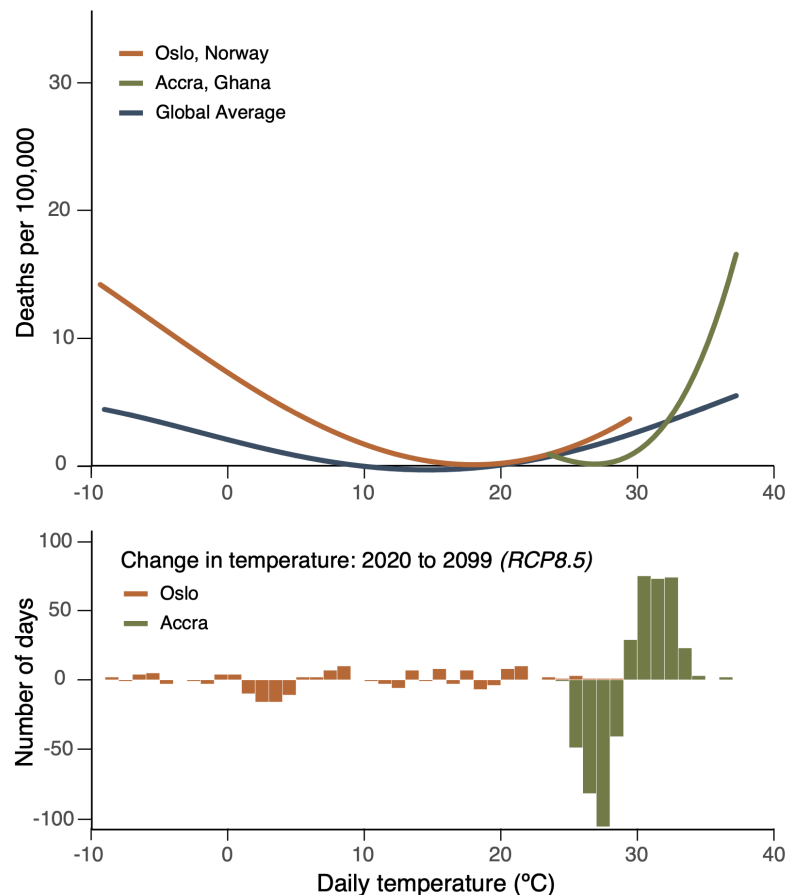 Oslo, Norway
Accra, Ghana
Global Average
Deaths per 100,000
30
20
10
0
-10 0 10 20 30 40
Change in temperature: 2020 to 2099 (RCP8.5)
Oslo
Accra
Number of days
100
50
0
-50
-100
-10 0 10 20 30 40
Daily temperature (ºC)